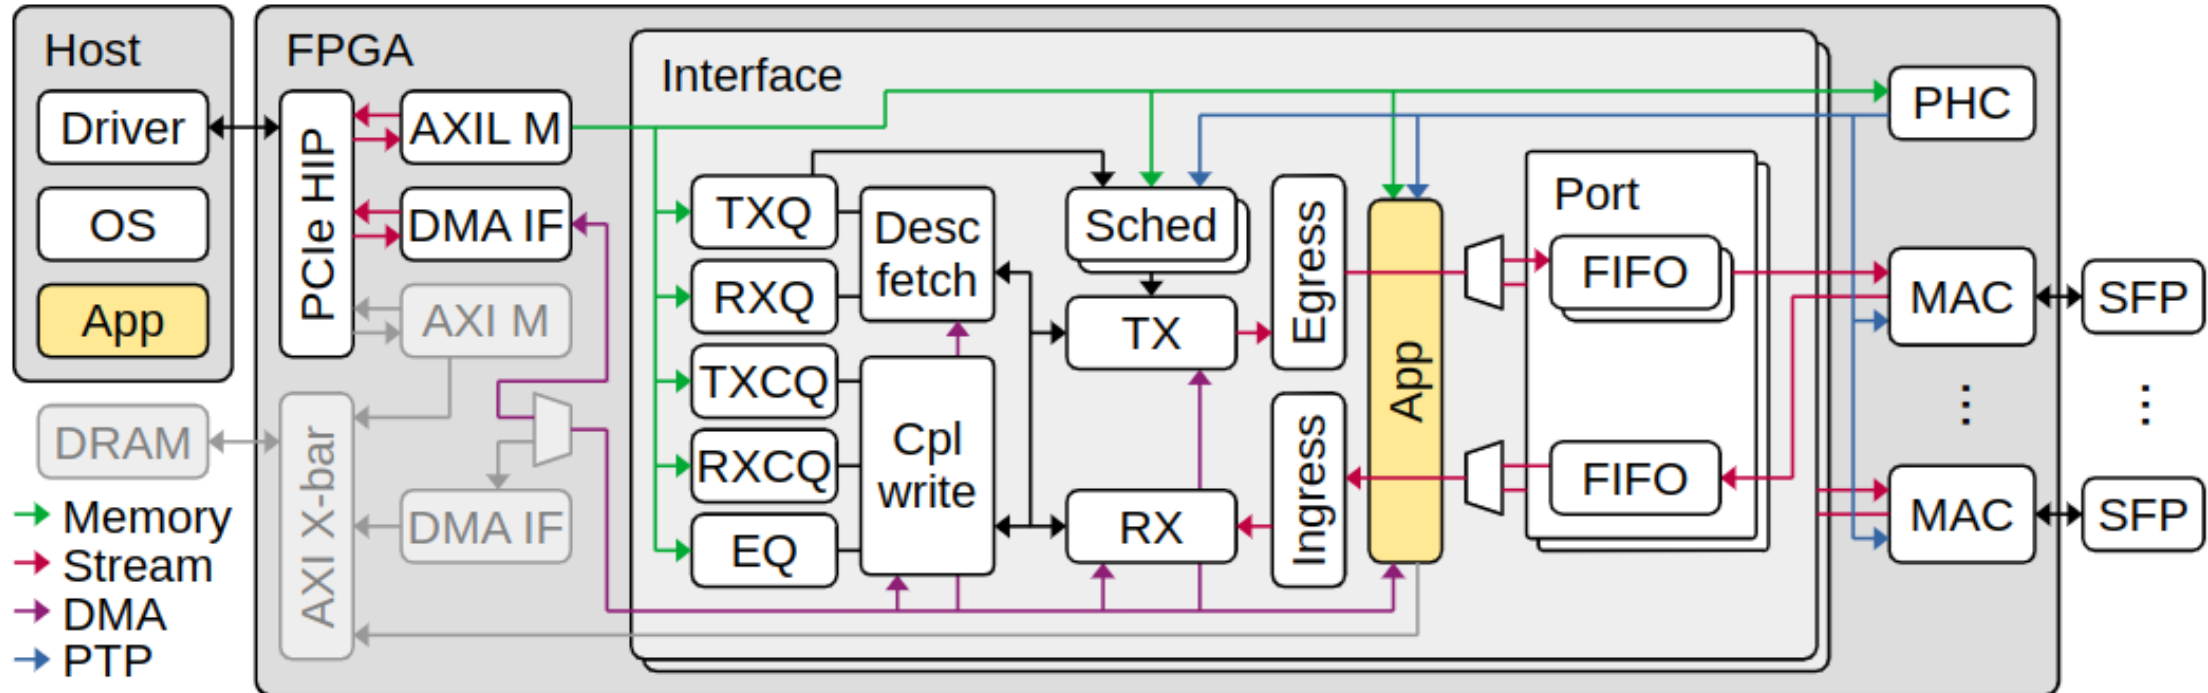 Host
Driver
OS
App
DRAM
Memory
Stream
DMA
PTP
FPGA
PCIe HIP
AXIL M
DMA IF
AXI M
AXI X-bar
DMA IF
Interface
TXQ
RXQ
TXCQ
RXCQ
EQ
Desc
fetch
Cpl
write
Sched
TX
RX
Egress
Ingress
App
Port
FIFO
FIFO
PHC
MAC
...
MAC
SFP
...
SFP